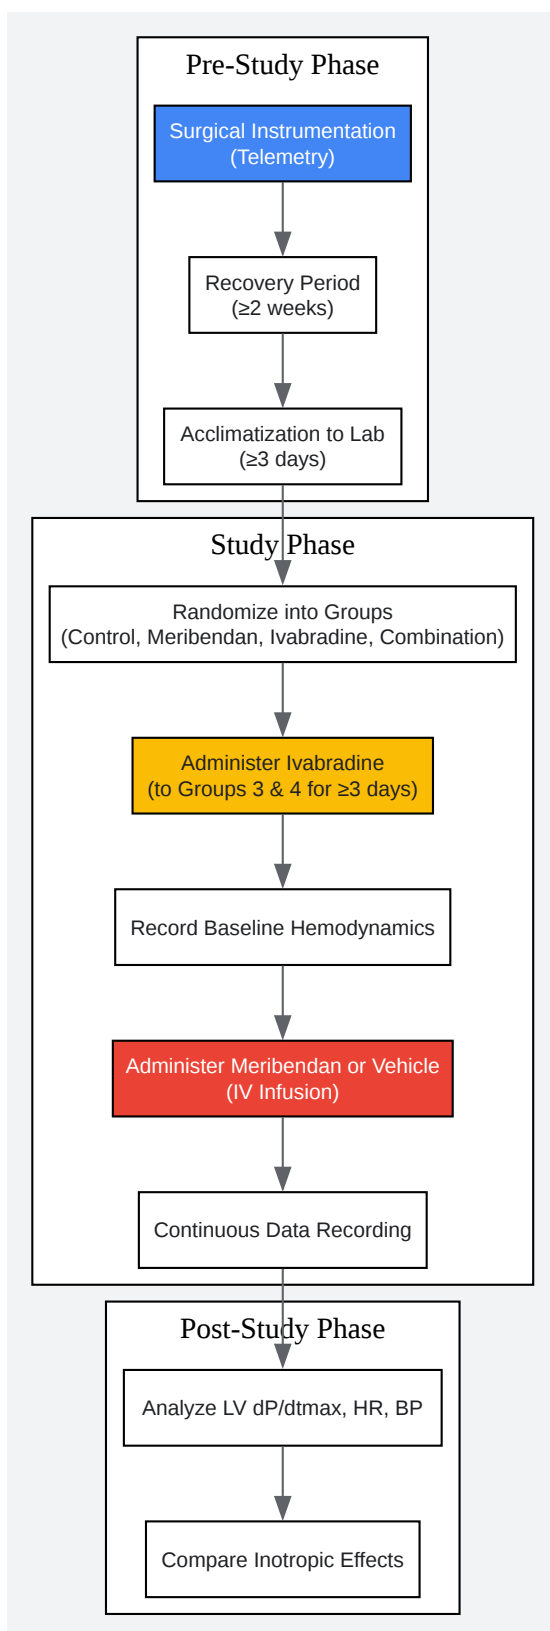 Pre-Study Phase
Surgical Instrumentation
(Telemetry)
Recovery Period
(≥2 weeks)
Acclimatization to Lab
(≥3 days)
Study Phase
Randomize into Groups
(Control, Meribendan, Ivabradine, Combination)
Administer Ivabradine
(to Groups 3 & 4 for ≥3 days)
Record Baseline Hemodynamics
Administer Meribendan or Vehicle
(IV Infusion)
Continuous Data Recording
Post-Study Phase
Analyze LV dP/dtmax, HR, BP
Compare Inotropic Effects